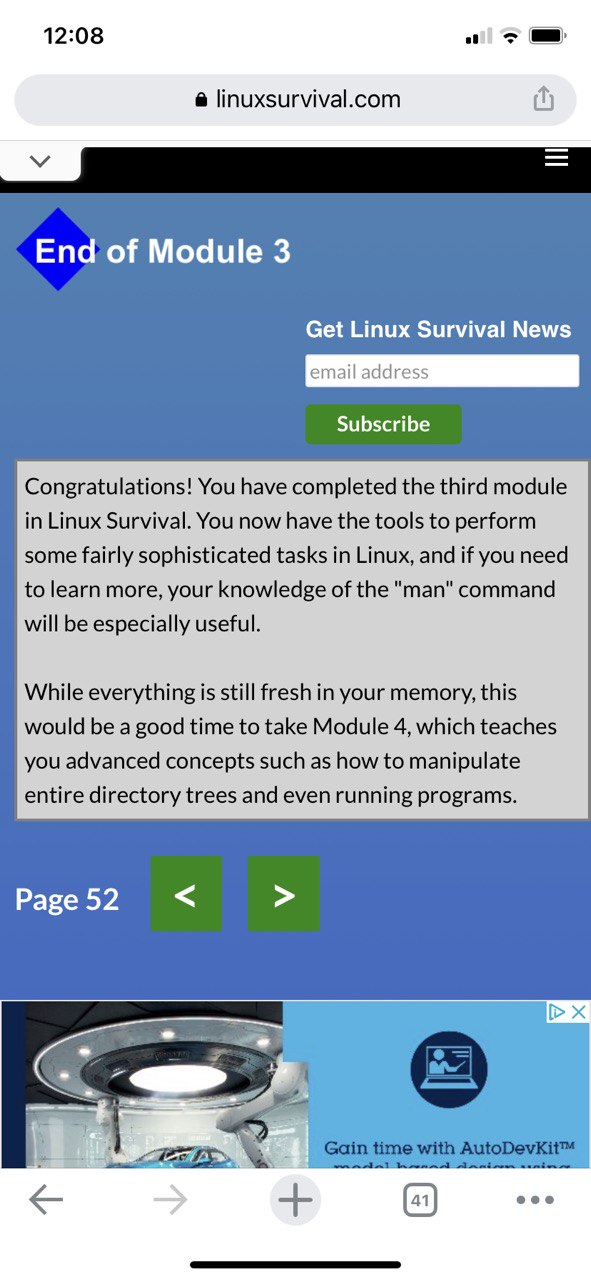 12:08
linuxsurvival.com
End of Module 3
Get Linux Survival News
email address
Subscribe
Congratulations! You have completed the third module
in Linux Survival. You now have the tools to perform
some fairly sophisticated tasks in Linux, and if you need
to learn more, your knowledge of the "man" command
will be especially useful.
While everything is still fresh in your memory, this
would be a good time to take Module 4, which teaches
you advanced concepts such as how to manipulate
entire directory trees and even running programs.
Page 52 < >
Gain time with AutoDevKit™
model based design using
41